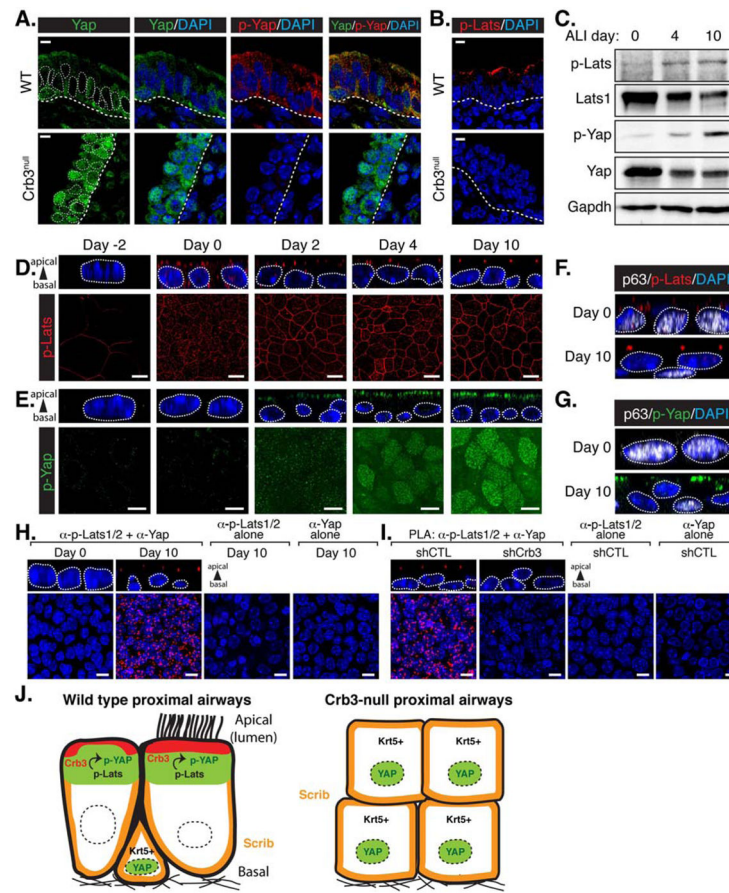 A.
Yap
Yap/DAPI
p-Yap
Yap/p-Yap/DAPI
WT
Crb3null
B.
p-Lats/DAPI
WT
Crb3null
C.
ALI day: 0 4 10
p-Lats
Lats1
p-Yap
Yap
Gapdh
D.
Day -2
Day 0
Day 2
Day 4
Day 10
apical
basal
p-Lats
E.
apical
basal
p-Yap
F.
p63/p-Lats/DAPI
Day 0
Day 10
G.
p63/p-Yap/DAPI
Day 0
Day 10
H.
α-p-Lats1/2 + α-Yap
α-p-Lats1/2 alone
α-Yap alone
Day 0
Day 10
Day 10
Day 10
apical
basal
I.
PLA: α-p-Lats1/2 + α-Yap
α-p-Lats1/2 alone
α-Yap alone
shCTL
shCrb3
shCTL
shCTL
apical
basal
J.
Wild type proximal airways
Apical
(lumen)
Crb3
p-YAP
p-Lats
Crb3
p-YAP
p-Lats
Scrib
Krt5+
YAP
Basal
Crb3-null proximal airways
Krt5+
YAP
Krt5+
YAP
Scrib
Krt5+
YAP
Krt5+
YAP